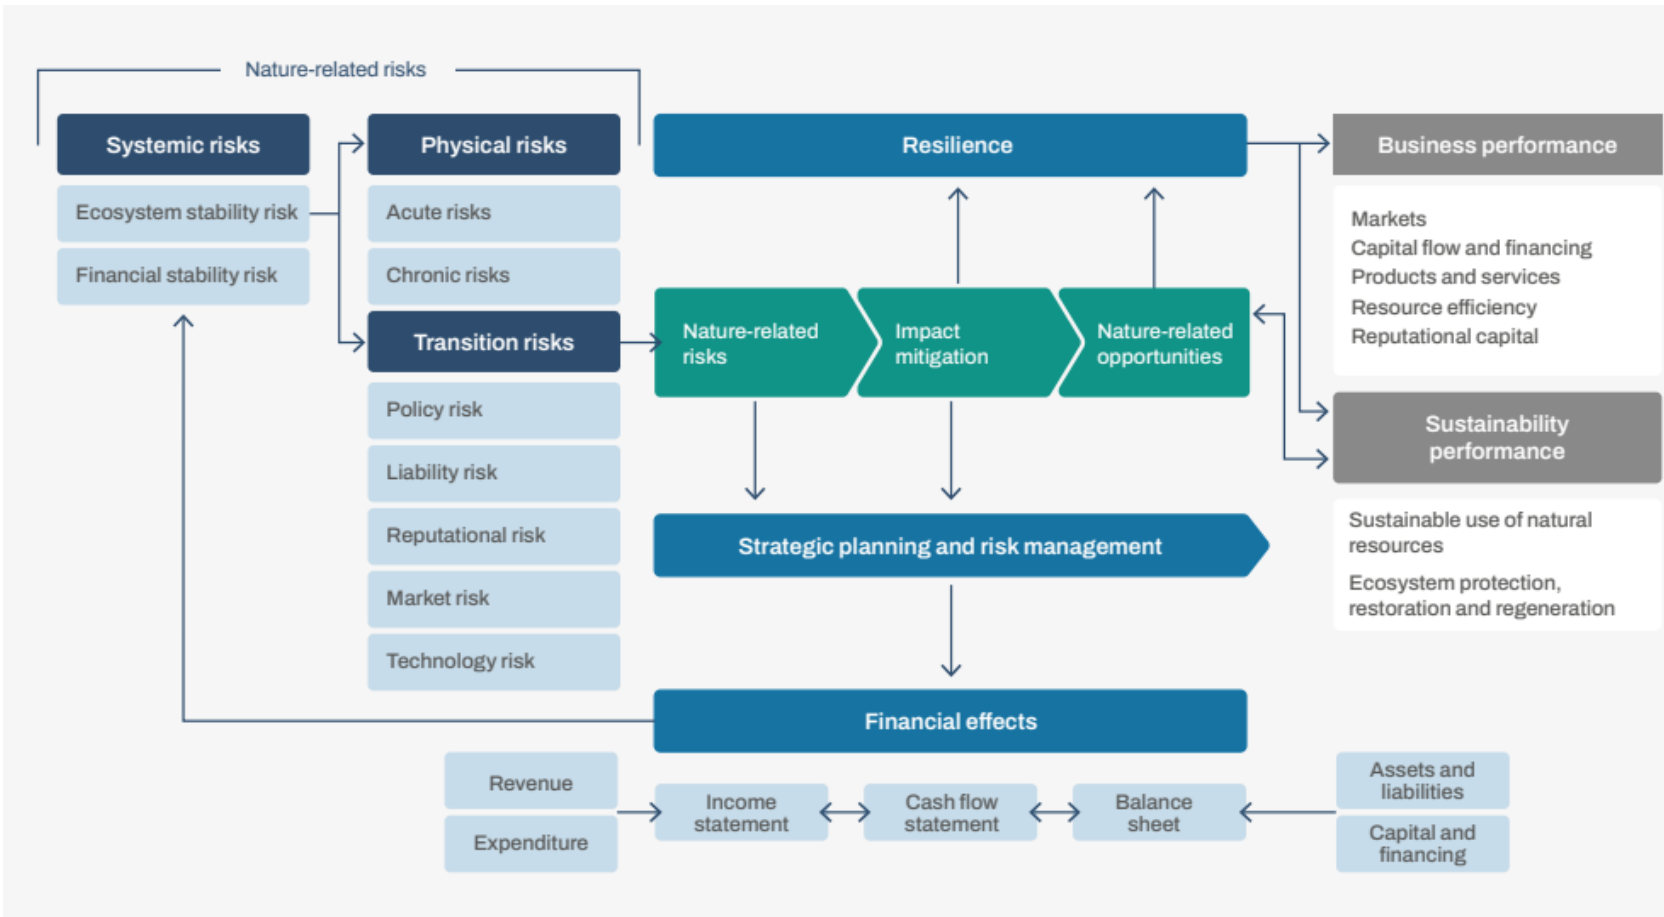 Nature-related risks
Systemic risks
Ecosystem stability risk
Financial stability risk
Physical risks
Acute risks
Chronic risks
Transition risks
Policy risk
Liability risk
Reputational risk
Market risk
Technology risk
Resilience
Nature-related
risks
Impact
mitigation
Nature-related
opportunities
Strategic planning and risk management
Financial effects
Revenue
Expenditure
Income
statement
Cash flow
statement
Balance
sheet
Assets and
liabilities
Capital and
financing
Business performance
Markets
Capital flow and financing
Products and services
Resource efficiency
Reputational capital
Sustainability
performance
Sustainable use of natural
resources
Ecosystem protection,
restoration and regeneration